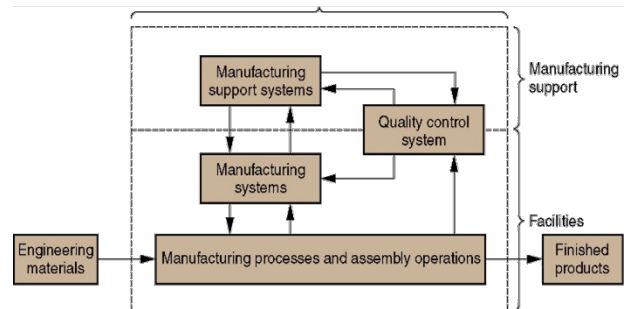 Manufacturing
support systems
Manufacturing
support
Quality control
system
Manufacturing
systems
Facilities
Engineering
materials
Manufacturing processes and assembly operations
Finished
products